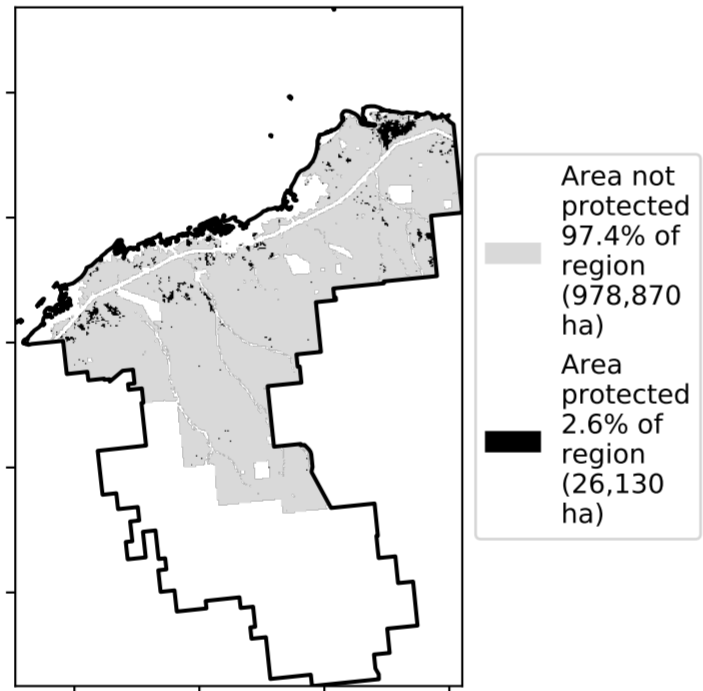 Area not
protected
97.4% of
region
(978,870
ha)
Area
protected
2.6% of
region
(26,130
ha)